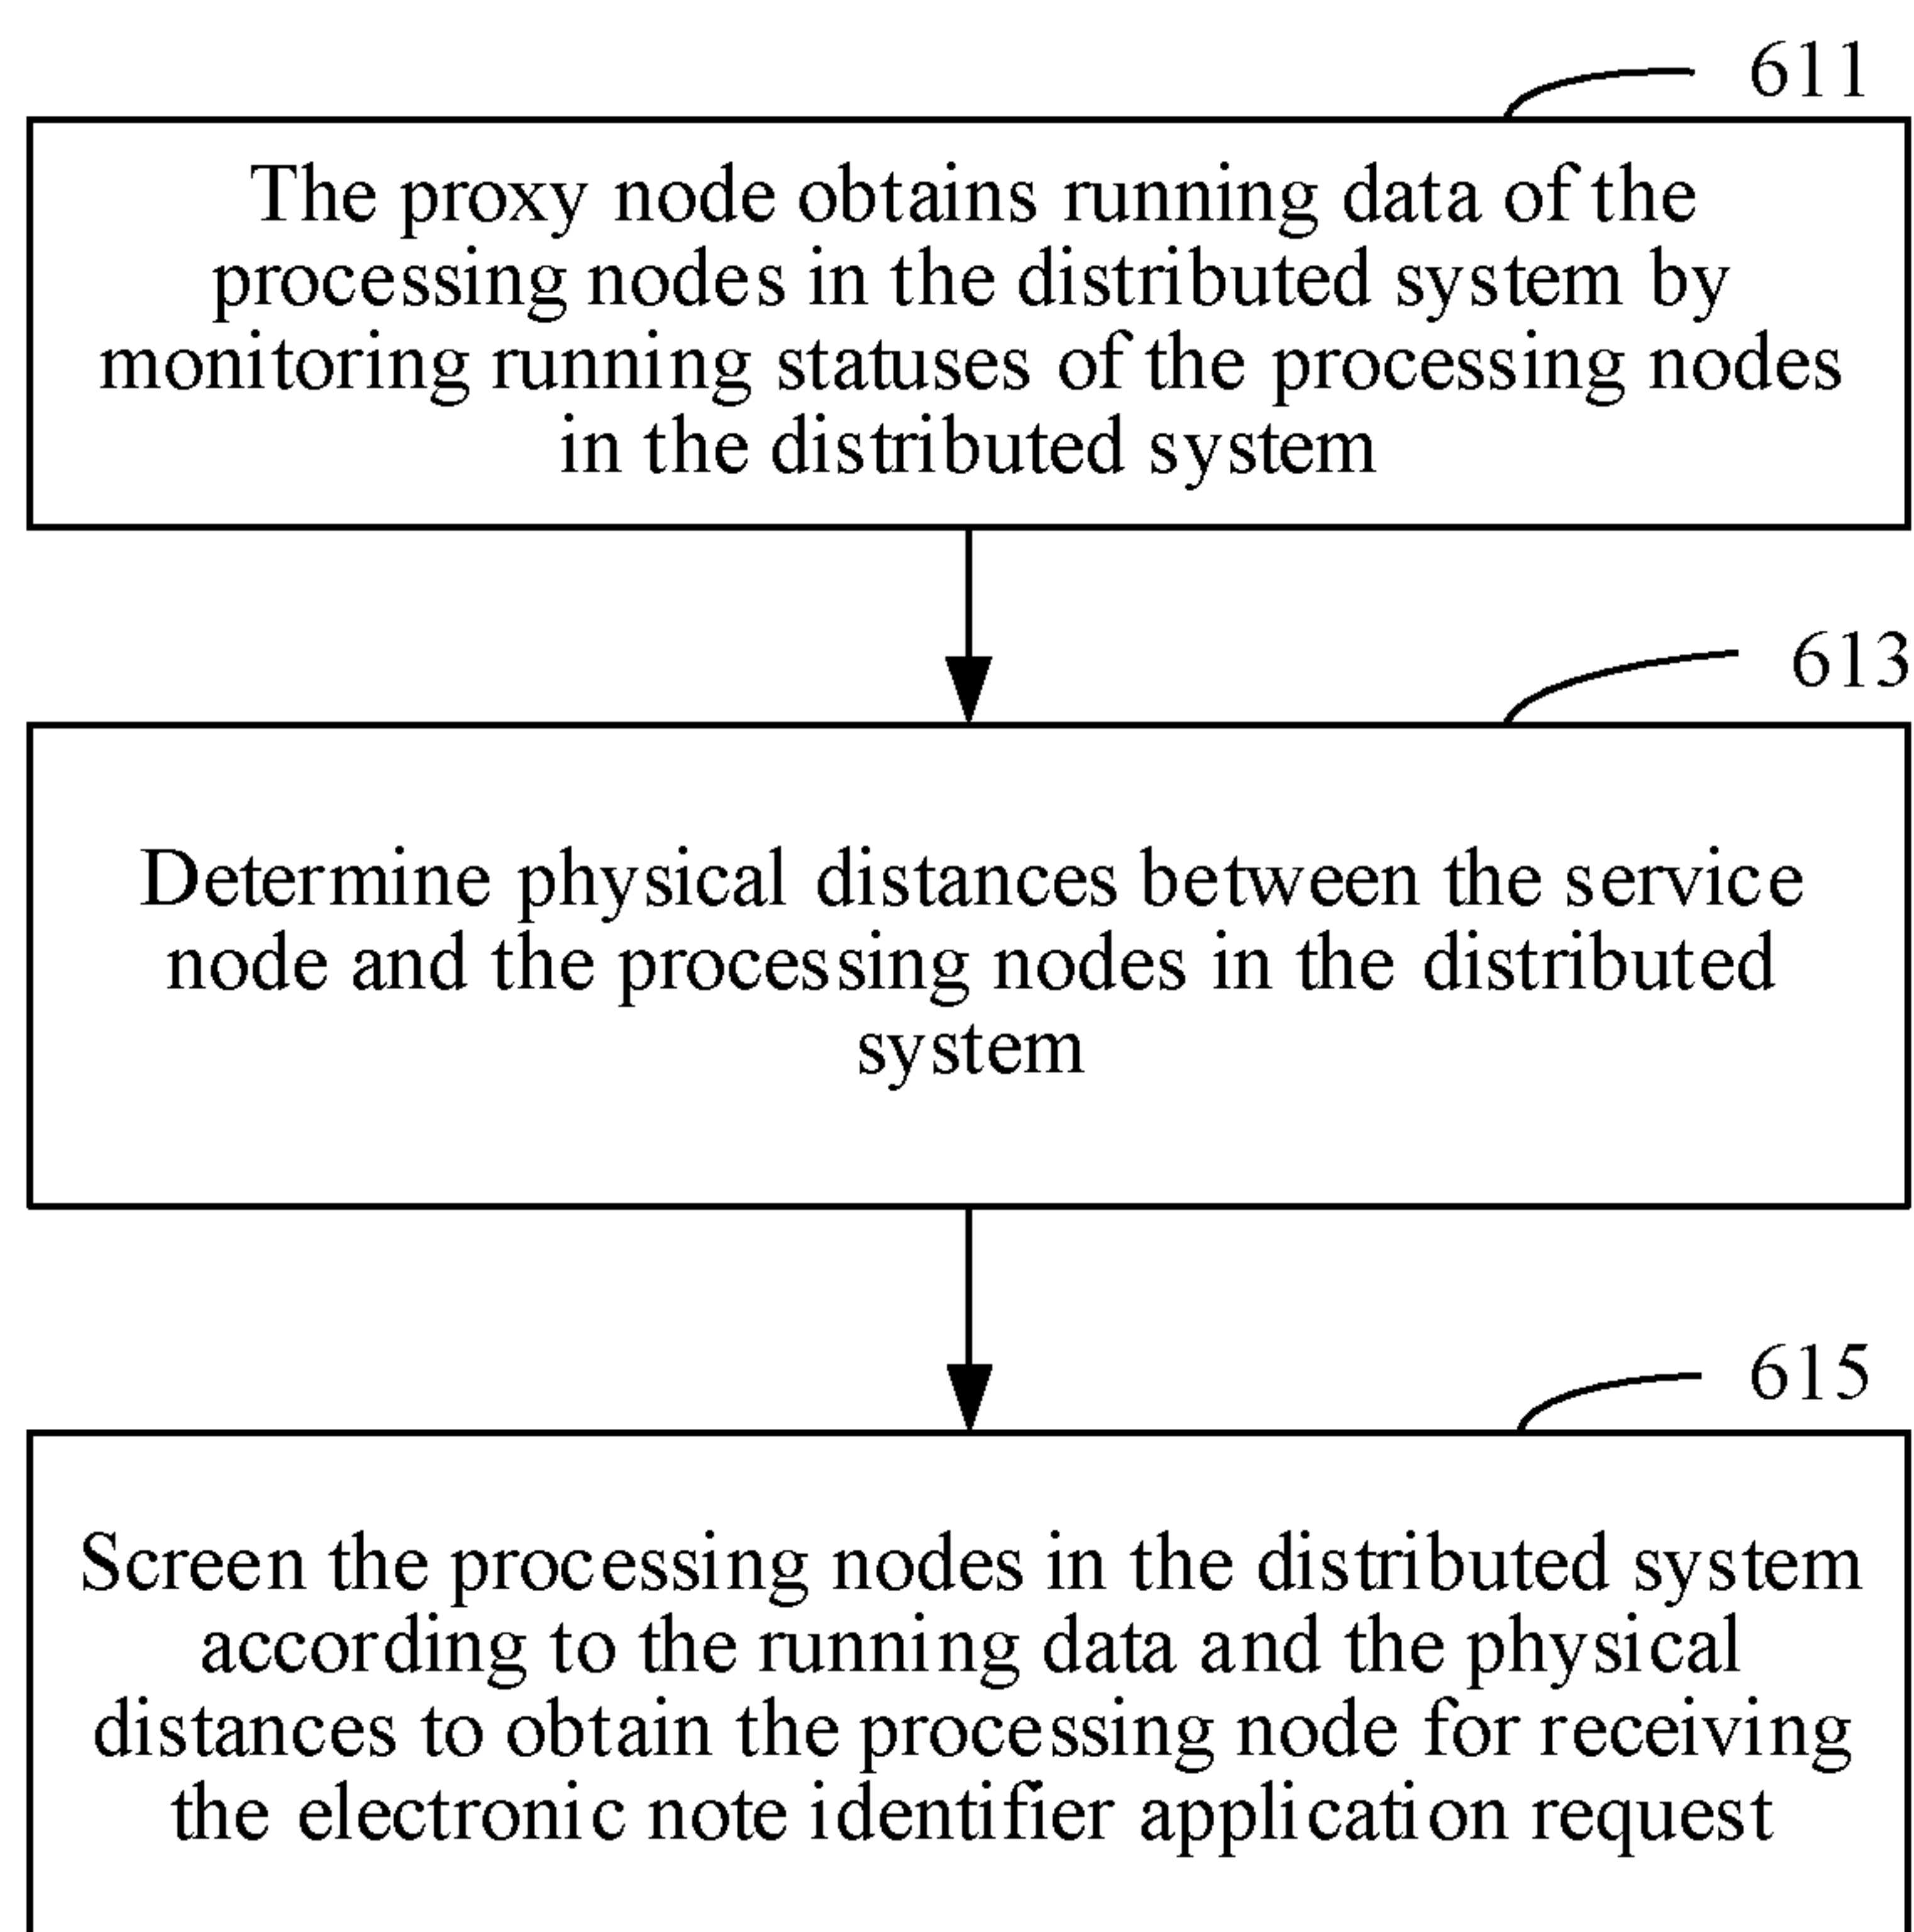 611
The proxy node obtains running data of the
processing nodes in the distributed system by
monitoring running statuses of the processing nodes
in the distributed system
613
Determine physical distances between the service
node and the processing nodes in the distributed
system
615
Screen the processing nodes in the distributed system
according to the running data and the physical
distances to obtain the processing node for receiving
the electronic note identifier application request